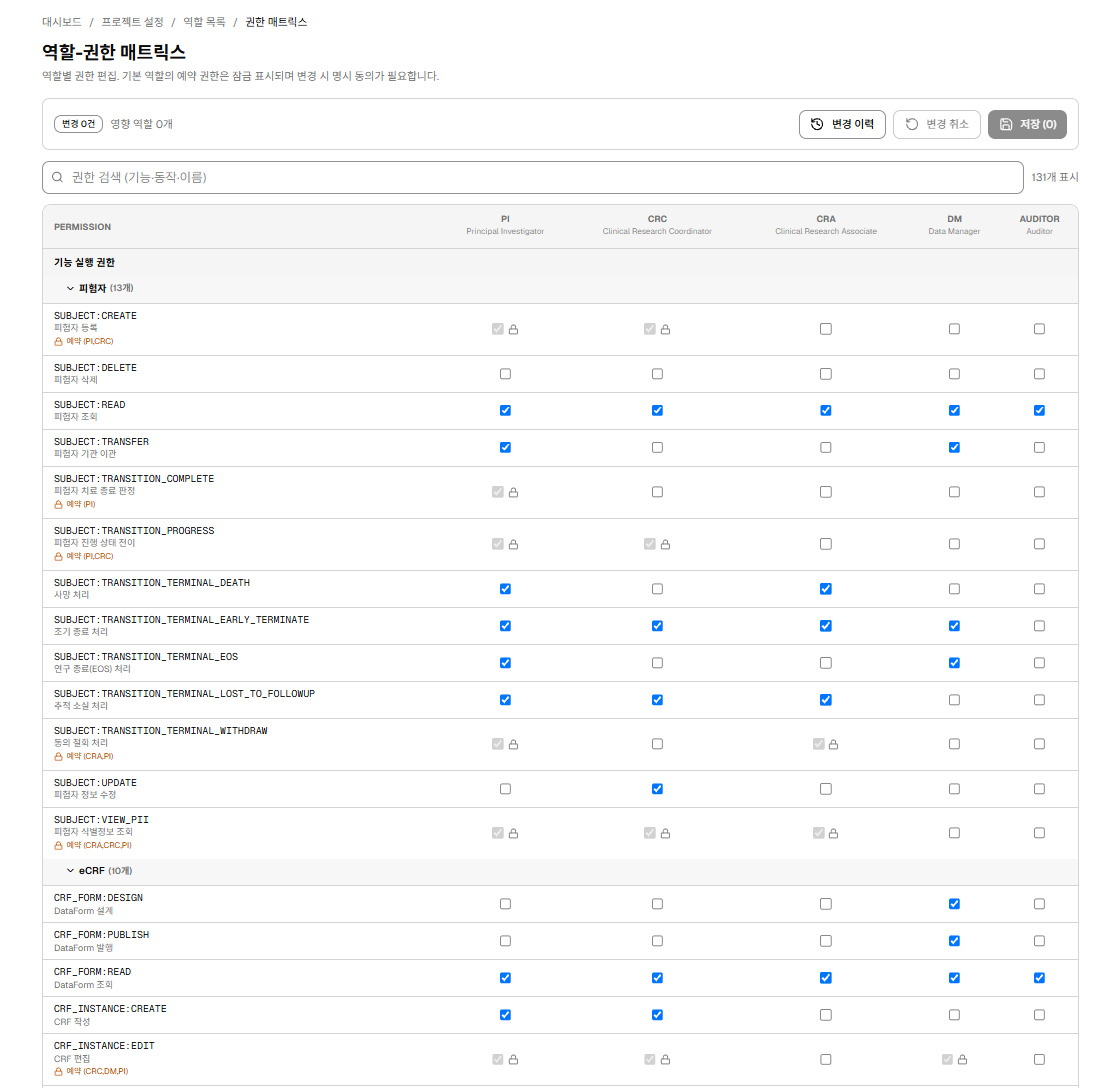 대시보드 / 프로젝트 설정 / 역할 목록 / 권한 매트릭스
역할-권한 매트릭스
역할별 권한 편집. 기본 역할의 예약 권한은 잠금 표시되며 변경 시 명시 동의가 필요합니다.
변경 0건 영향 역할 0개 변경 이력 변경 취소 저장 (0)
권한 검색 (기능·동작·이름) 131개 표시
PERMISSION PI CRC CRA DM AUDITOR
Principal Investigator Clinical Research Coordinator Clinical Research Associate Data Manager Auditor
기능 실행 권한
피험자 (13개)
SUBJECT:CREATE
피험자 등록
예약 (PI,CRC)
SUBJECT:DELETE
피험자 삭제
SUBJECT:READ
피험자 조회
SUBJECT:TRANSFER
피험자 기관 이관
SUBJECT:TRANSITION_COMPLETE
피험자 치료 종료 판정
예약 (PI)
SUBJECT:TRANSITION_PROGRESS
피험자 진행 상태 전이
예약 (PI,CRC)
SUBJECT:TRANSITION_TERMINAL_DEATH
사망 처리
SUBJECT:TRANSITION_TERMINAL_EARLY_TERMINATE
조기 종료 처리
SUBJECT:TRANSITION_TERMINAL_EOS
연구 종료(EOS) 처리
SUBJECT:TRANSITION_TERMINAL_LOST_TO_FOLLOWUP
추적 소실 처리
SUBJECT:TRANSITION_TERMINAL_WITHDRAW
동의 철회 처리
예약 (CRA,PI)
SUBJECT:UPDATE
피험자 정보 수정
SUBJECT:VIEW_PII
피험자 식별정보 조회
예약 (CRA,CRC,PI)
eCRF (10개)
CRF_FORM:DESIGN
DataForm 설계
CRF_FORM:PUBLISH
DataForm 발행
CRF_FORM:READ
DataForm 조회
CRF_INSTANCE:CREATE
CRF 작성
CRF_INSTANCE:EDIT
CRF 편집
예약 (CRC,DM,PI)